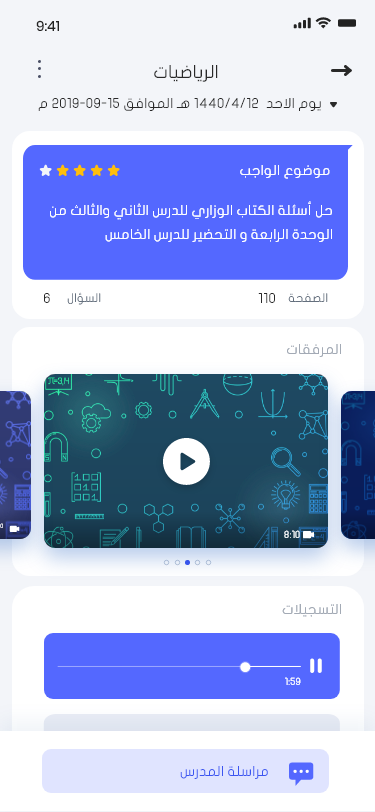 9:41
الرياضيات
يوم الاحد 1440/4/12 هـ الموافق 15-09-2019 م
موضوع الواجب
حل أسئلة الكتاب الوزاري للدرس الثاني والثالث من
الوحدة الرابعة و التحضير للدرس الخامس
الصفحة 110 السؤال 6
المرفقات
8:10
التسجيلات
1:59
مراسلة المدرس